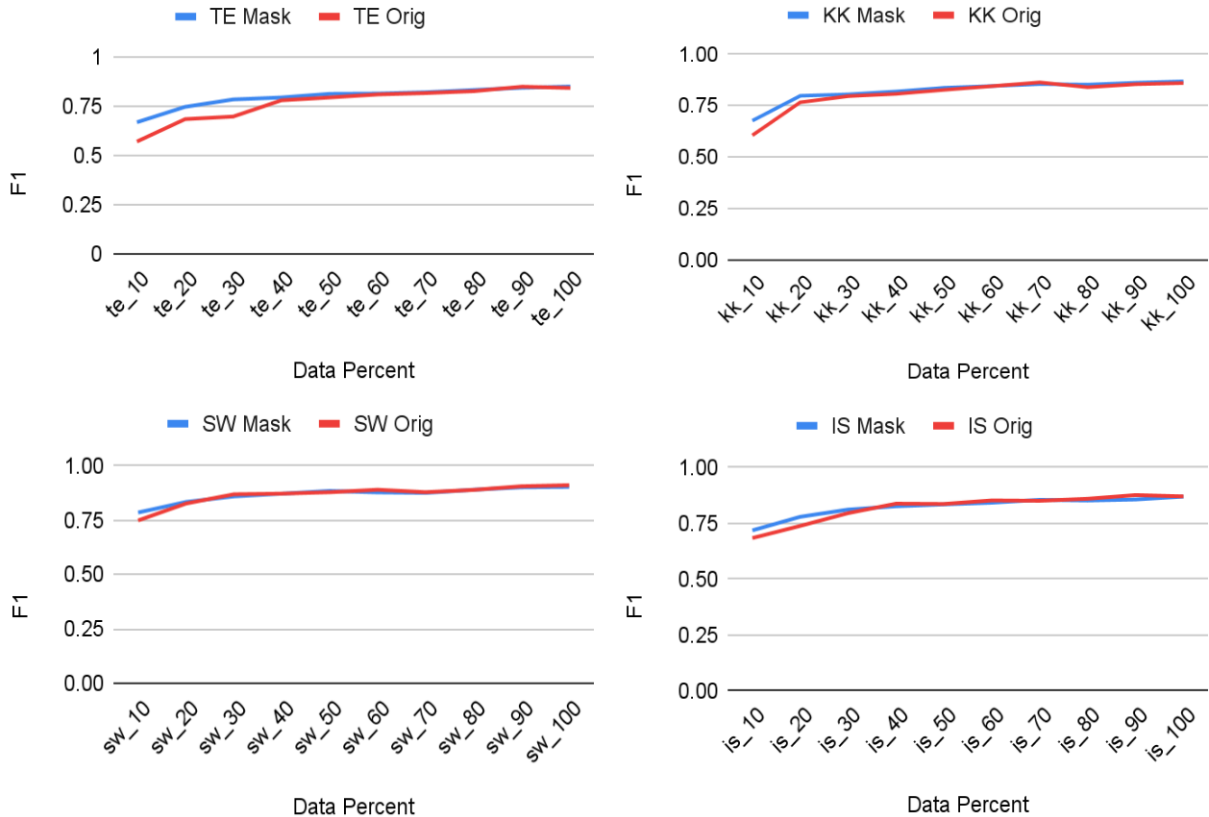 TE Mask TE Orig
1
0.75
0.5
0.25
0
F1
te_10 te_20 te_30 te_40 te_50 te_60 te_70 te_80 te_90 te_100
Data Percent
KK Mask KK Orig
1.00
0.75
0.50
0.25
0.00
F1
kk_10 kk_20 kk_30 kk_40 kk_50 kk_60 kk_70 kk_80 kk_90 kk_100
Data Percent
SW Mask SW Orig
1.00
0.75
0.50
0.25
0.00
F1
sw_10 sw_20 sw_30 sw_40 sw_50 sw_60 sw_70 sw_80 sw_90 sw_100
Data Percent
IS Mask IS Orig
1.00
0.75
0.50
0.25
0.00
F1
is_10 is_20 is_30 is_40 is_50 is_60 is_70 is_80 is_90 is_100
Data Percent